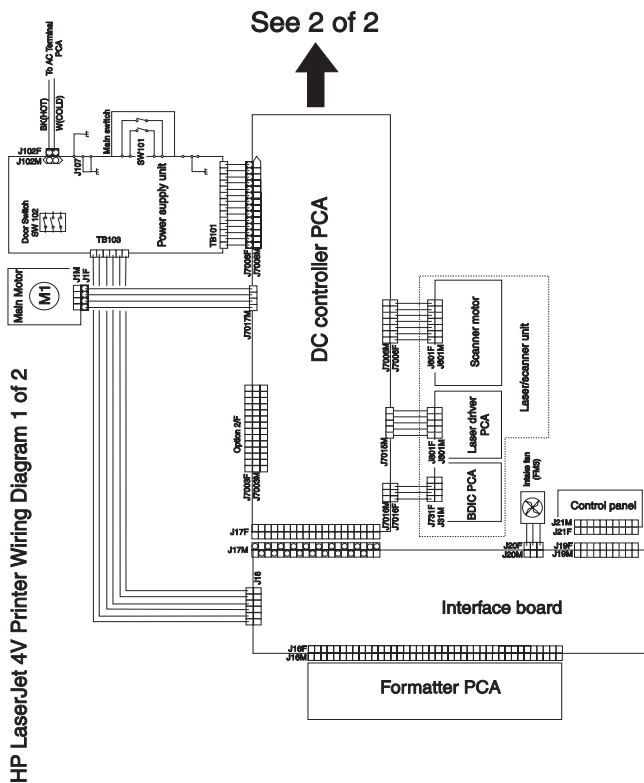 See 2 of 2
To AC Terminal
PCA
BK(HOT)
W(COLD)
J102F
J102M
J107
Main switch
SW101
Door Switch
SW 102
Power supply unit
TB103
TB101
J7008F
J7008M
Main Motor
M1
J1M
J1F
J7017M
DC controller PCA
Option 2/F
J7003F
J7003M
J7006M
J7006F
J601F
J601M
Scanner motor
J7015M
J801F
J801M
Laser driver
PCA
Laser/scanner unit
J7016M
J7016F
J731F
J31M
BDIC PCA
Intake fan
(FM3)
Control panel
J21M
J21F
J17F
J17M
J20F
J20M
J19F
J19M
J18
Interface board
J16F
J15M
Formatter PCA
HP LaserJet 4V Printer Wiring Diagram 1 of 2